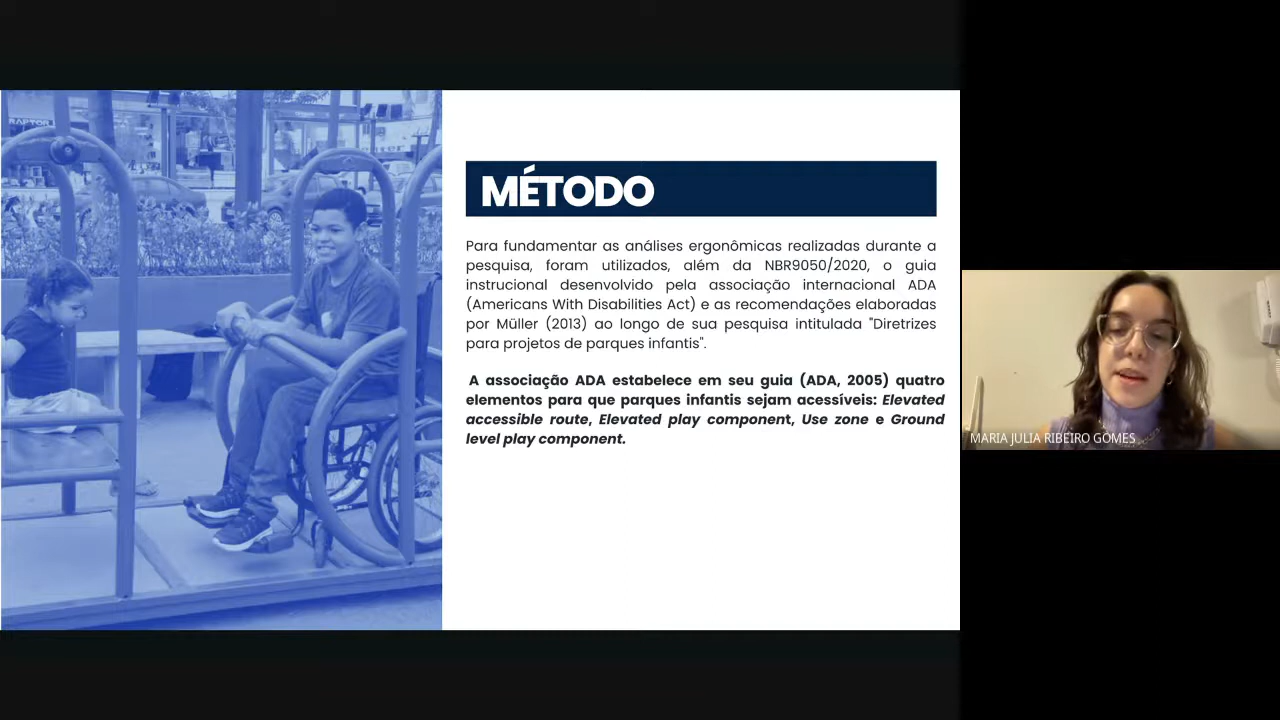 RAPTOR
MÉTODO
Para fundamentar as análises ergonômicas realizadas durante a
pesquisa, foram utilizados, além da NBR9050/2020, o guia
instrucional desenvolvido pela associação internacional ADA
(Americans With Disabilities Act) e as recomendações elaboradas
por Müller (2013) ao longo de sua pesquisa intitulada "Diretrizes
para projetos de parques infantis".
A associação ADA estabelece em seu guia (ADA, 2005) quatro
elementos para que parques infantis sejam acessíveis: Elevated
accessible route, Elevated play component, Use zone e Ground
level play component.
MARIA JULIA RIBEIRO GOMES